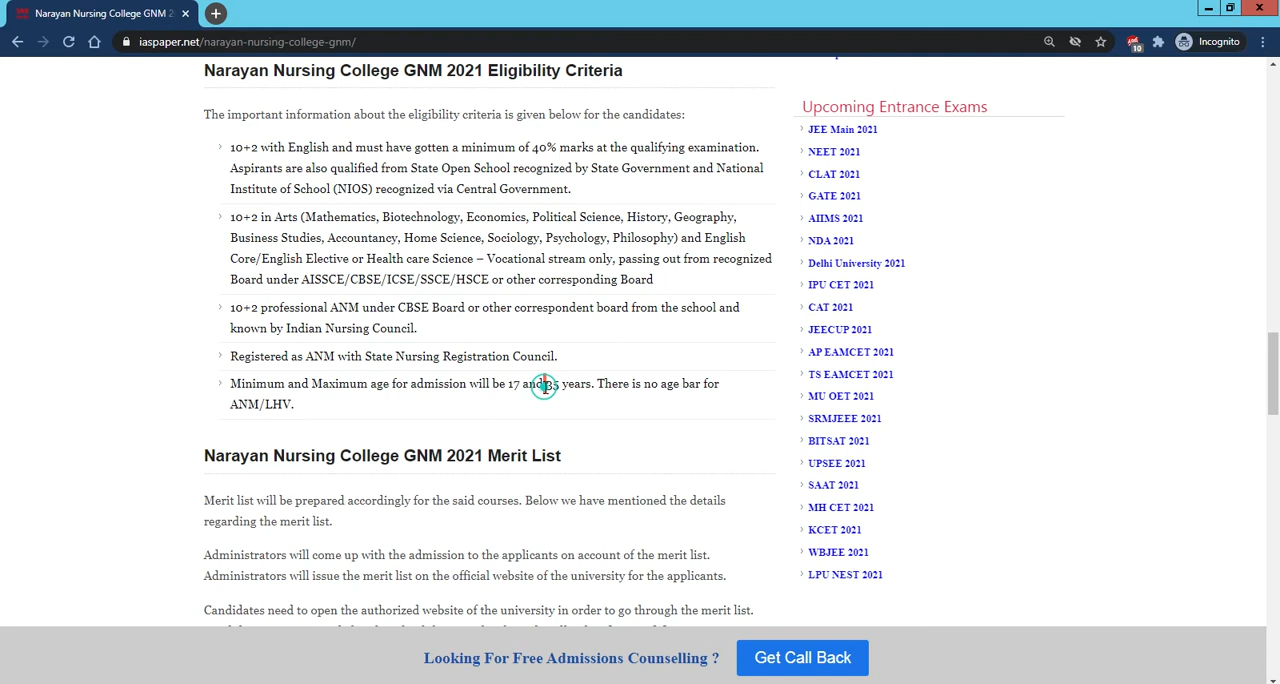 Narayan Nursing College GNM 2
iaspaper.net/narayan-nursing-college-gnm/
10
Incognito
Narayan Nursing College GNM 2021 Eligibility Criteria
The important information about the eligibility criteria is given below for the candidates:
10+2 with English and must have gotten a minimum of 40% marks at the qualifying examination.
Aspirants are also qualified from State Open School recognized by State Government and National
Institute of School (NIOS) recognized via Central Government.
10+2 in Arts (Mathematics, Biotechnology, Economics, Political Science, History, Geography,
Business Studies, Accountancy, Home Science, Sociology, Psychology, Philosophy) and English
Core/English Elective or Health care Science – Vocational stream only, passing out from recognized
Board under AISSCE/CBSE/ICSE/SSCE/HSCE or other corresponding Board
10+2 professional ANM under CBSE Board or other correspondent board from the school and
known by Indian Nursing Council.
Registered as ANM with State Nursing Registration Council.
Minimum and Maximum age for admission will be 17 and 35 years. There is no age bar for
ANM/LHV.
Narayan Nursing College GNM 2021 Merit List
Merit list will be prepared accordingly for the said courses. Below we have mentioned the details
regarding the merit list.
Administrators will come up with the admission to the applicants on account of the merit list.
Administrators will issue the merit list on the official website of the university for the applicants.
Candidates need to open the authorized website of the university in order to go through the merit list.
Upcoming Entrance Exams
JEE Main 2021
NEET 2021
CLAT 2021
GATE 2021
AIIMS 2021
NDA 2021
Delhi University 2021
IPU CET 2021
CAT 2021
JEECUP 2021
AP EAMCET 2021
TS EAMCET 2021
MU OET 2021
SRMJEEE 2021
BITSAT 2021
UPSEE 2021
SAAT 2021
MH CET 2021
KCET 2021
WBJEE 2021
LPU NEST 2021
Looking For Free Admissions Counselling ?
Get Call Back